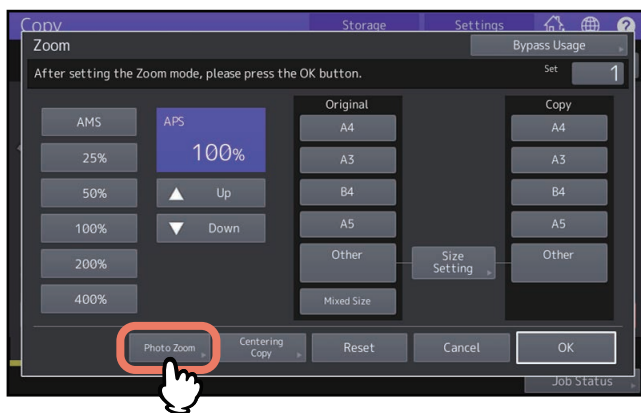 Copy
Storage
Settings
Zoom
Bypass Usage
After setting the Zoom mode, please press the OK button.
Set
1
Original
Copy
AMS
APS
100%
A4
A4
25%
A3
A3
50%
Up
B4
B4
100%
Down
A5
A5
200%
Other
Size
Setting
Other
400%
Mixed Size
Photo Zoom
Centering
Copy
Reset
Cancel
OK
Job Status